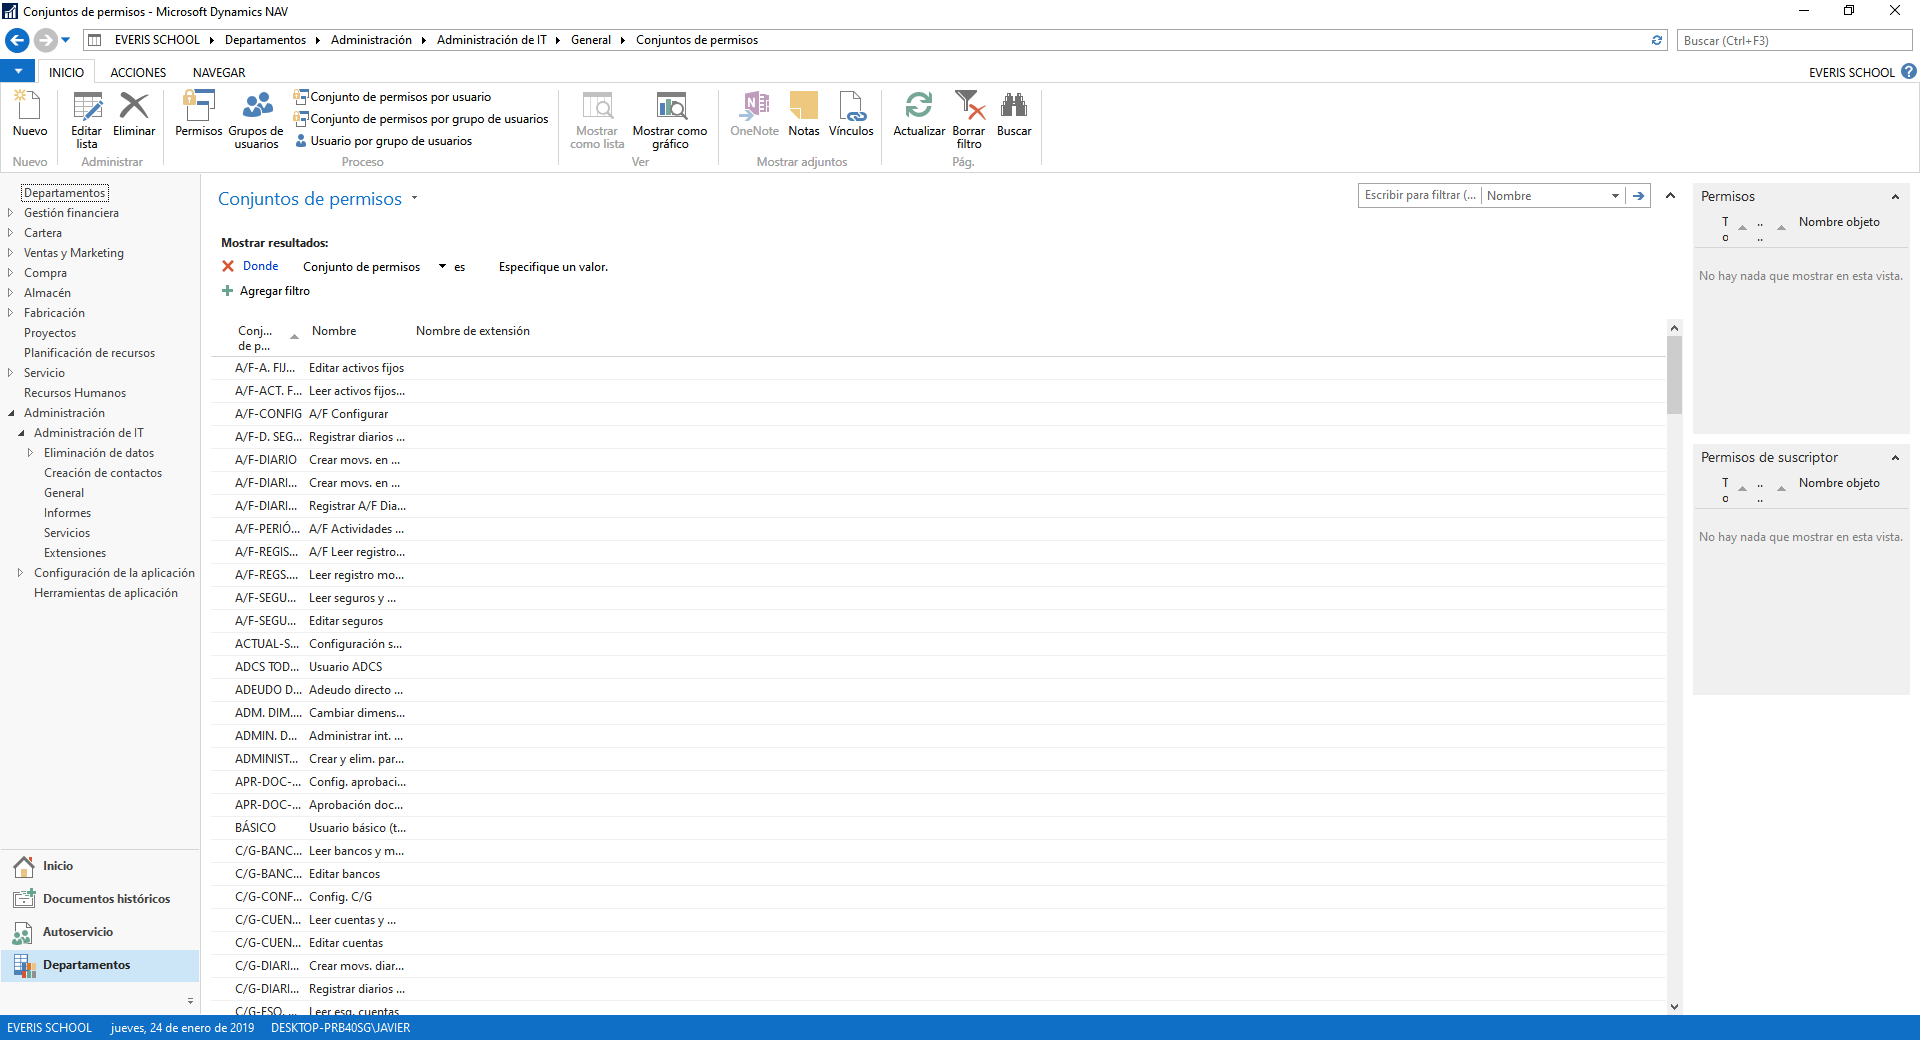 Conjuntos de permisos - Microsoft Dynamics NAV
EVERIS SCHOOL Departamentos Administración Administración de IT General Conjuntos de permisos
Buscar (Ctrl+F3)
INICIO ACCIONES NAVEGAR
EVERIS SCHOOL ?
Nuevo
Nuevo
Editar lista
Eliminar
Administrar
Permisos
Grupos de usuarios
Conjunto de permisos por usuario
Conjunto de permisos por grupo de usuarios
Usuario por grupo de usuarios
Proceso
Mostrar como lista
Mostrar como gráfico
Ver
OneNote
Notas
Vínculos
Mostrar adjuntos
Actualizar
Borrar filtro
Buscar
Pág.
Departamentos
Gestión financiera
Cartera
Ventas y Marketing
Compra
Almacén
Fabricación
Proyectos
Planificación de recursos
Servicio
Recursos Humanos
Administración
Administración de IT
Eliminación de datos
Creación de contactos
General
Informes
Servicios
Extensiones
Configuración de la aplicación
Herramientas de aplicación
Inicio
Documentos históricos
Autoservicio
Departamentos
Conjuntos de permisos
Escribir para filtrar (... Nombre
Mostrar resultados:
Donde Conjunto de permisos es Especifique un valor.
Agregar filtro
Conj... de p... Nombre Nombre de extensión
A/F-A. FIJ... Editar activos fijos
A/F-ACT. F... Leer activos fijos...
A/F-CONFIG A/F Configurar
A/F-D. SEG... Registrar diarios ...
A/F-DIARIO Crear movs. en ...
A/F-DIARI... Crear movs. en ...
A/F-DIARI... Registrar A/F Dia...
A/F-PERIÓ... A/F Actividades ...
A/F-REGIS... A/F Leer registro...
A/F-REGS.... Leer registro mo...
A/F-SEGU... Leer seguros y ...
A/F-SEGU... Editar seguros
ACTUAL-S... Configuración s...
ADCS TOD... Usuario ADCS
ADEUDO D... Adeudo directo ...
ADM. DIM.... Cambiar dimens...
ADMIN. D... Administrar int. ...
ADMINIST... Crear y elim. par...
APR-DOC-... Config. aprobaci...
APR-DOC-... Aprobación doc...
BÁSICO Usuario básico (t...
C/G-BANC... Leer bancos y m...
C/G-BANC... Editar bancos
C/G-CONF... Config. C/G
C/G-CUEN... Leer cuentas y ...
C/G-CUEN... Editar cuentas
C/G-DIARI... Crear movs. diar...
C/G-DIARI... Registrar diarios ...
C/G-ESQ. ... Leer esq. cuentas
Permisos
T o .. .. Nombre objeto
No hay nada que mostrar en esta vista.
Permisos de suscriptor
T o .. .. Nombre objeto
No hay nada que mostrar en esta vista.
EVERIS SCHOOL jueves, 24 de enero de 2019 DESKTOP-PRB40SG\JAVIER